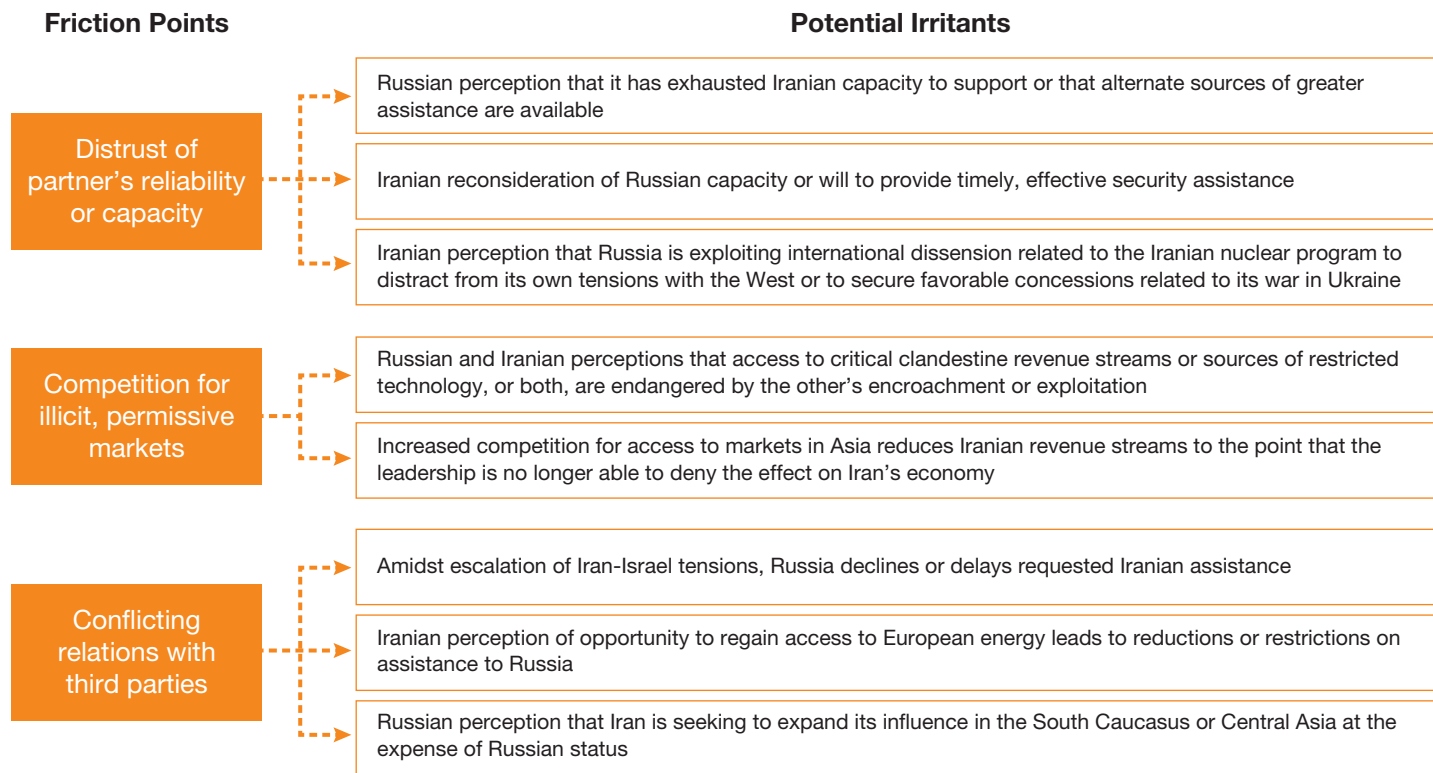 Friction Points
Potential Irritants
Distrust of
partner's reliability
or capacity
Russian perception that it has exhausted Iranian capacity to support or that alternate sources of greater
assistance are available
Iranian reconsideration of Russian capacity or will to provide timely, effective security assistance
Iranian perception that Russia is exploiting international dissension related to the Iranian nuclear program to
distract from its own tensions with the West or to secure favorable concessions related to its war in Ukraine
Competition for
illicit, permissive
markets
Russian and Iranian perceptions that access to critical clandestine revenue streams or sources of restricted
technology, or both, are endangered by the other's encroachment or exploitation
Increased competition for access to markets in Asia reduces Iranian revenue streams to the point that the
leadership is no longer able to deny the effect on Iran's economy
Conflicting
relations with
third parties
Amidst escalation of Iran-Israel tensions, Russia declines or delays requested Iranian assistance
Iranian perception of opportunity to regain access to European energy leads to reductions or restrictions on
assistance to Russia
Russian perception that Iran is seeking to expand its influence in the South Caucasus or Central Asia at the
expense of Russian status